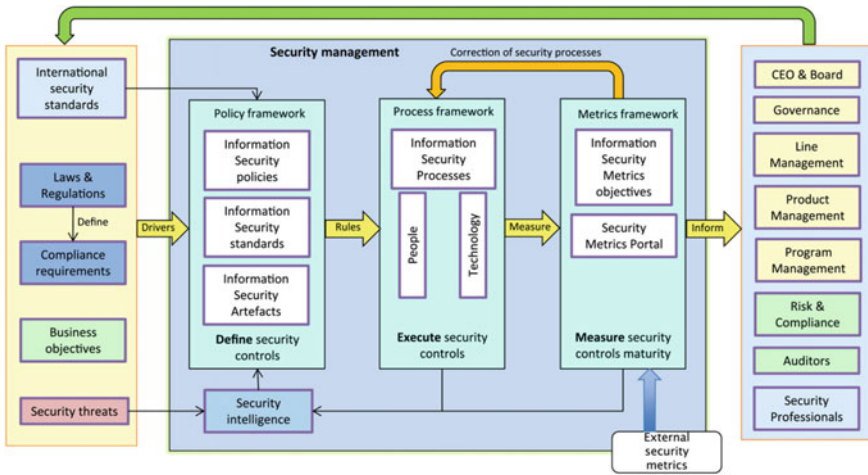 Security management
Correction of security processes
International
security
standards
Laws &
Regulations
Define
Compliance
requirements
Business
objectives
Security threats
Drivers
Policy framework
Information
Security
policies
Information
Security
standards
Information
Security
Artefacts
Define security
controls
Security
intelligence
Rules
Process framework
Information
Security
Processes
People
Technology
Execute security
controls
Measure
Metrics framework
Information
Security
Metrics
objectives
Security
Metrics Portal
Measure security
controls maturity
External
security
metrics
Inform
CEO & Board
Governance
Line
Management
Product
Management
Program
Management
Risk &
Compliance
Auditors
Security
Professionals